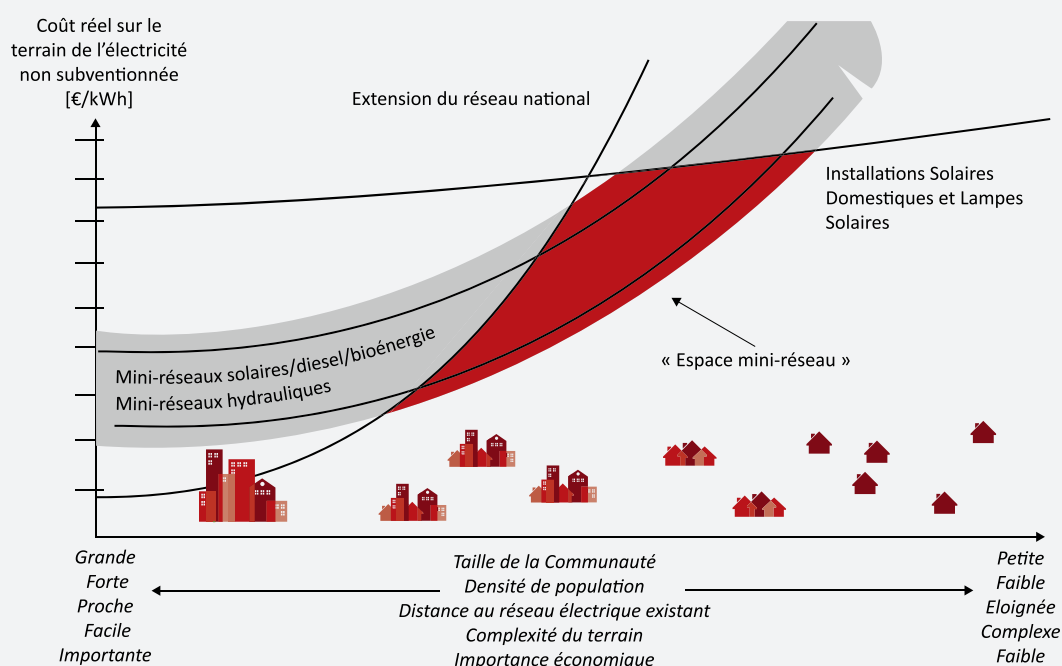 Coût réel sur le
terrain de l'électricité
non subventionnée
[€/kWh]
Extension du réseau national
Installations Solaires
Domestiques et Lampes
Solaires
« Espace mini-réseau »
Mini-réseaux solaires/diesel/bioénergie
Mini-réseaux hydrauliques
Grande
Forte
Proche
Facile
Importante
Taille de la Communauté
Densité de population
Distance au réseau électrique existant
Complexité du terrain
Importance économique
Petite
Faible
Eloignée
Complexe
Faible